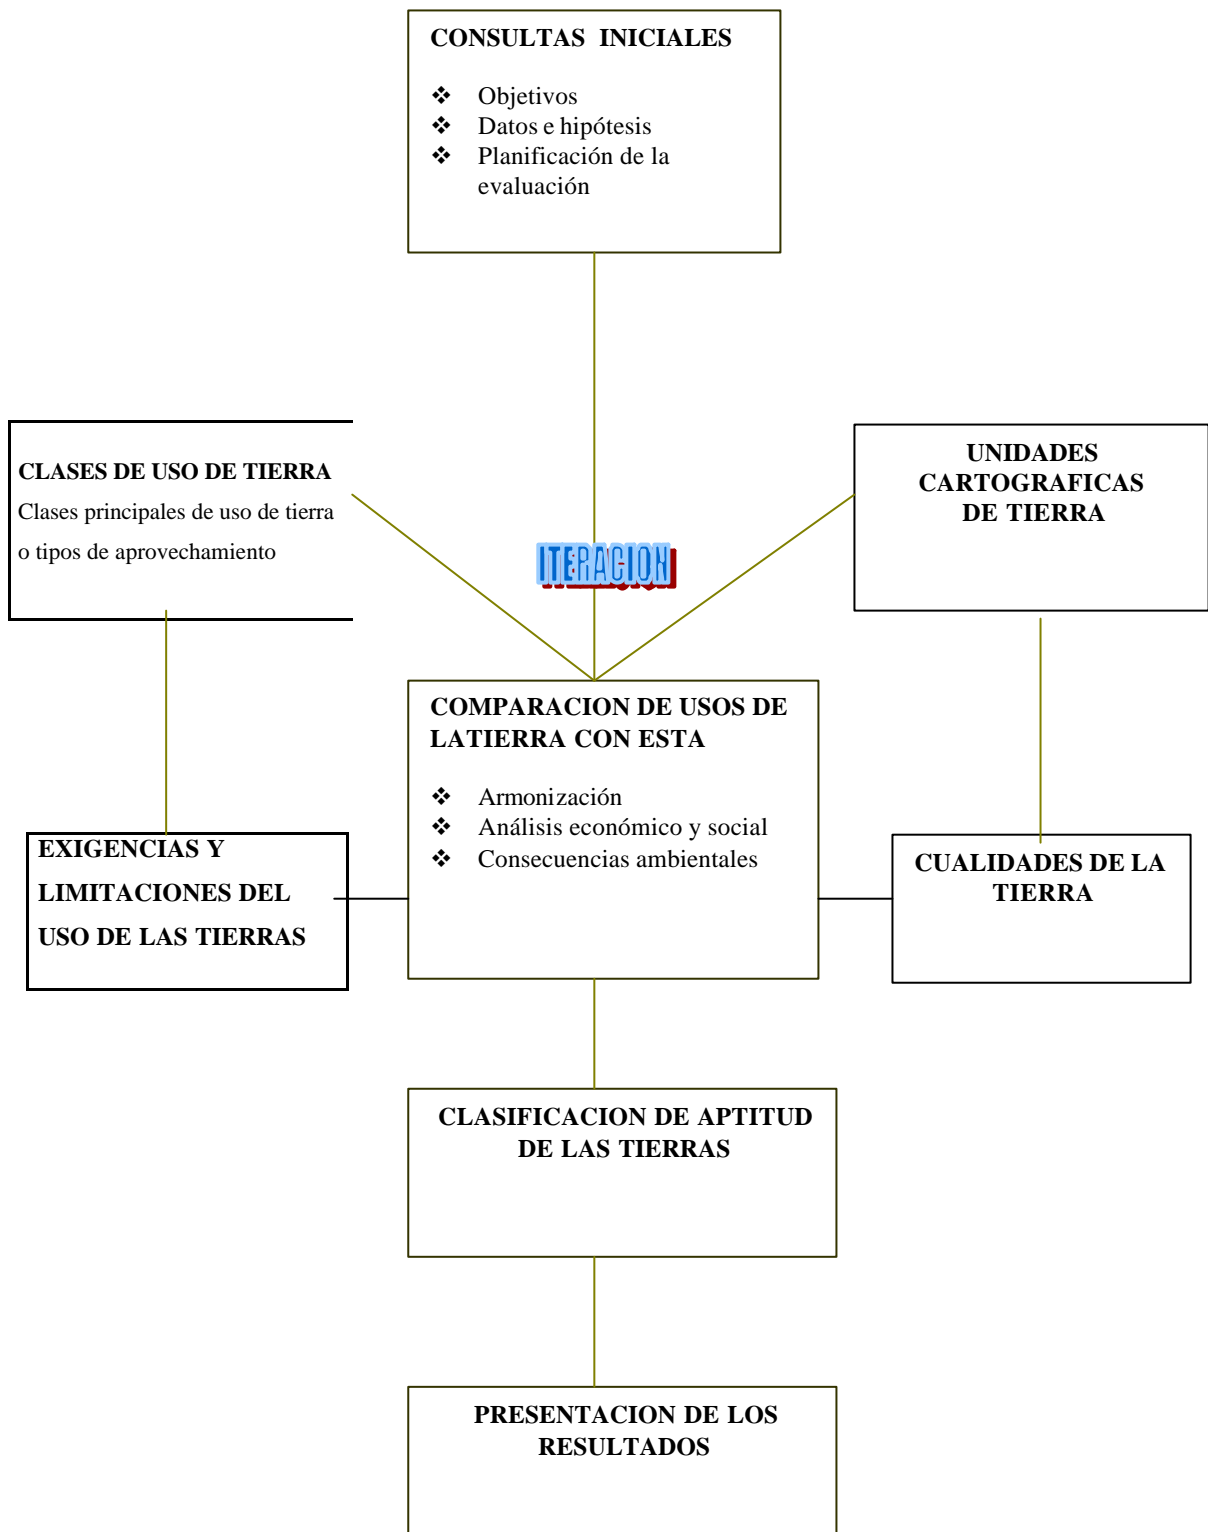 CONSULTAS INICIALES
❖ Objetivos
❖ Datos e hipótesis
❖ Planificación de la
evaluación
CLASES DE USO DE TIERRA
Clases principales de uso de tierra
o tipos de aprovechamiento
UNIDADES
CARTOGRAFICAS
DE TIERRA
ITERACION
COMPARACION DE USOS DE
LATIERRA CON ESTA
❖ Armonización
❖ Análisis económico y social
❖ Consecuencias ambientales
EXIGENCIAS Y
LIMITACIONES DEL
USO DE LAS TIERRAS
CUALIDADES DE LA
TIERRA
CLASIFICACION DE APTITUD
DE LAS TIERRAS
PRESENTACION DE LOS
RESULTADOS